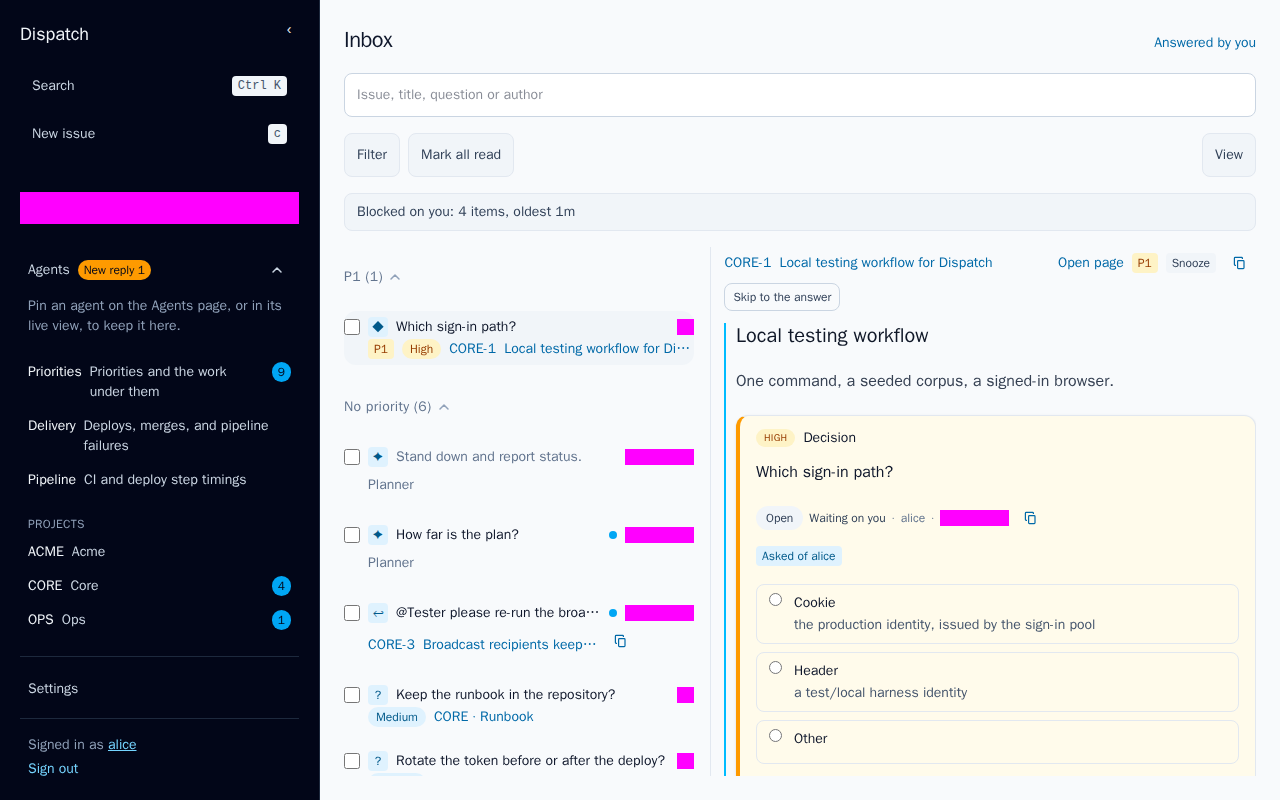 Dispatch
Search
Ctrl K
New issue
C
Agents
New reply 1
Pin an agent on the Agents page, or in its
live view, to keep it here.
Priorities Priorities and the work
under them
9
Delivery Deploys, merges, and pipeline
failures
Pipeline CI and deploy step timings
PROJECTS
ACME Acme
CORE Core
4
OPS Ops
1
Settings
Signed in as alice
Sign out
Inbox
Answered by you
Issue, title, question or author
Filter
Mark all read
View
Blocked on you: 4 items, oldest 1m
P1 (1)
Which sign-in path?
P1 High CORE-1 Local testing workflow for Di…
No priority (6)
Stand down and report status.
Planner
How far is the plan?
Planner
@Tester please re-run the broa…
CORE-3 Broadcast recipients keep…
? Keep the runbook in the repository?
Medium CORE · Runbook
? Rotate the token before or after the deploy?
CORE-1 Local testing workflow for Dispatch
Open page P1 Snooze
Skip to the answer
Local testing workflow
One command, a seeded corpus, a signed-in browser.
HIGH Decision
Which sign-in path?
Open Waiting on you · alice ·
Asked of alice
Cookie
the production identity, issued by the sign-in pool
Header
a test/local harness identity
Other